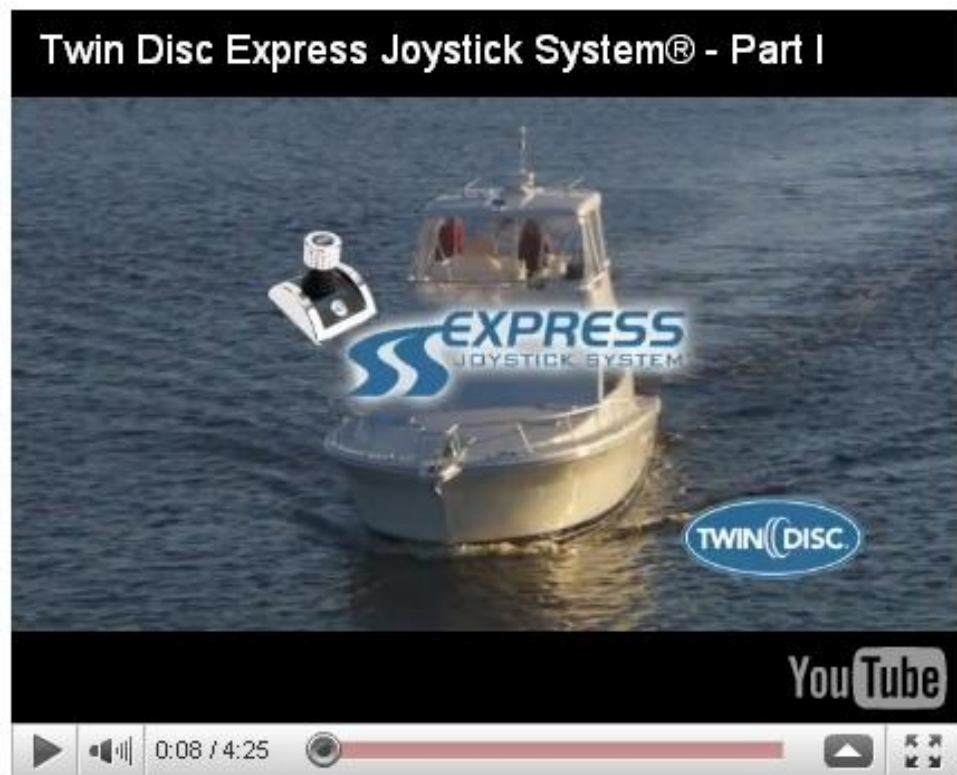 Twin Disc Express Joystick System® - Part I
EXPRESS
JOYSTICK SYSTEM
TWIN DISC.
YouTube
0:08 / 4:25